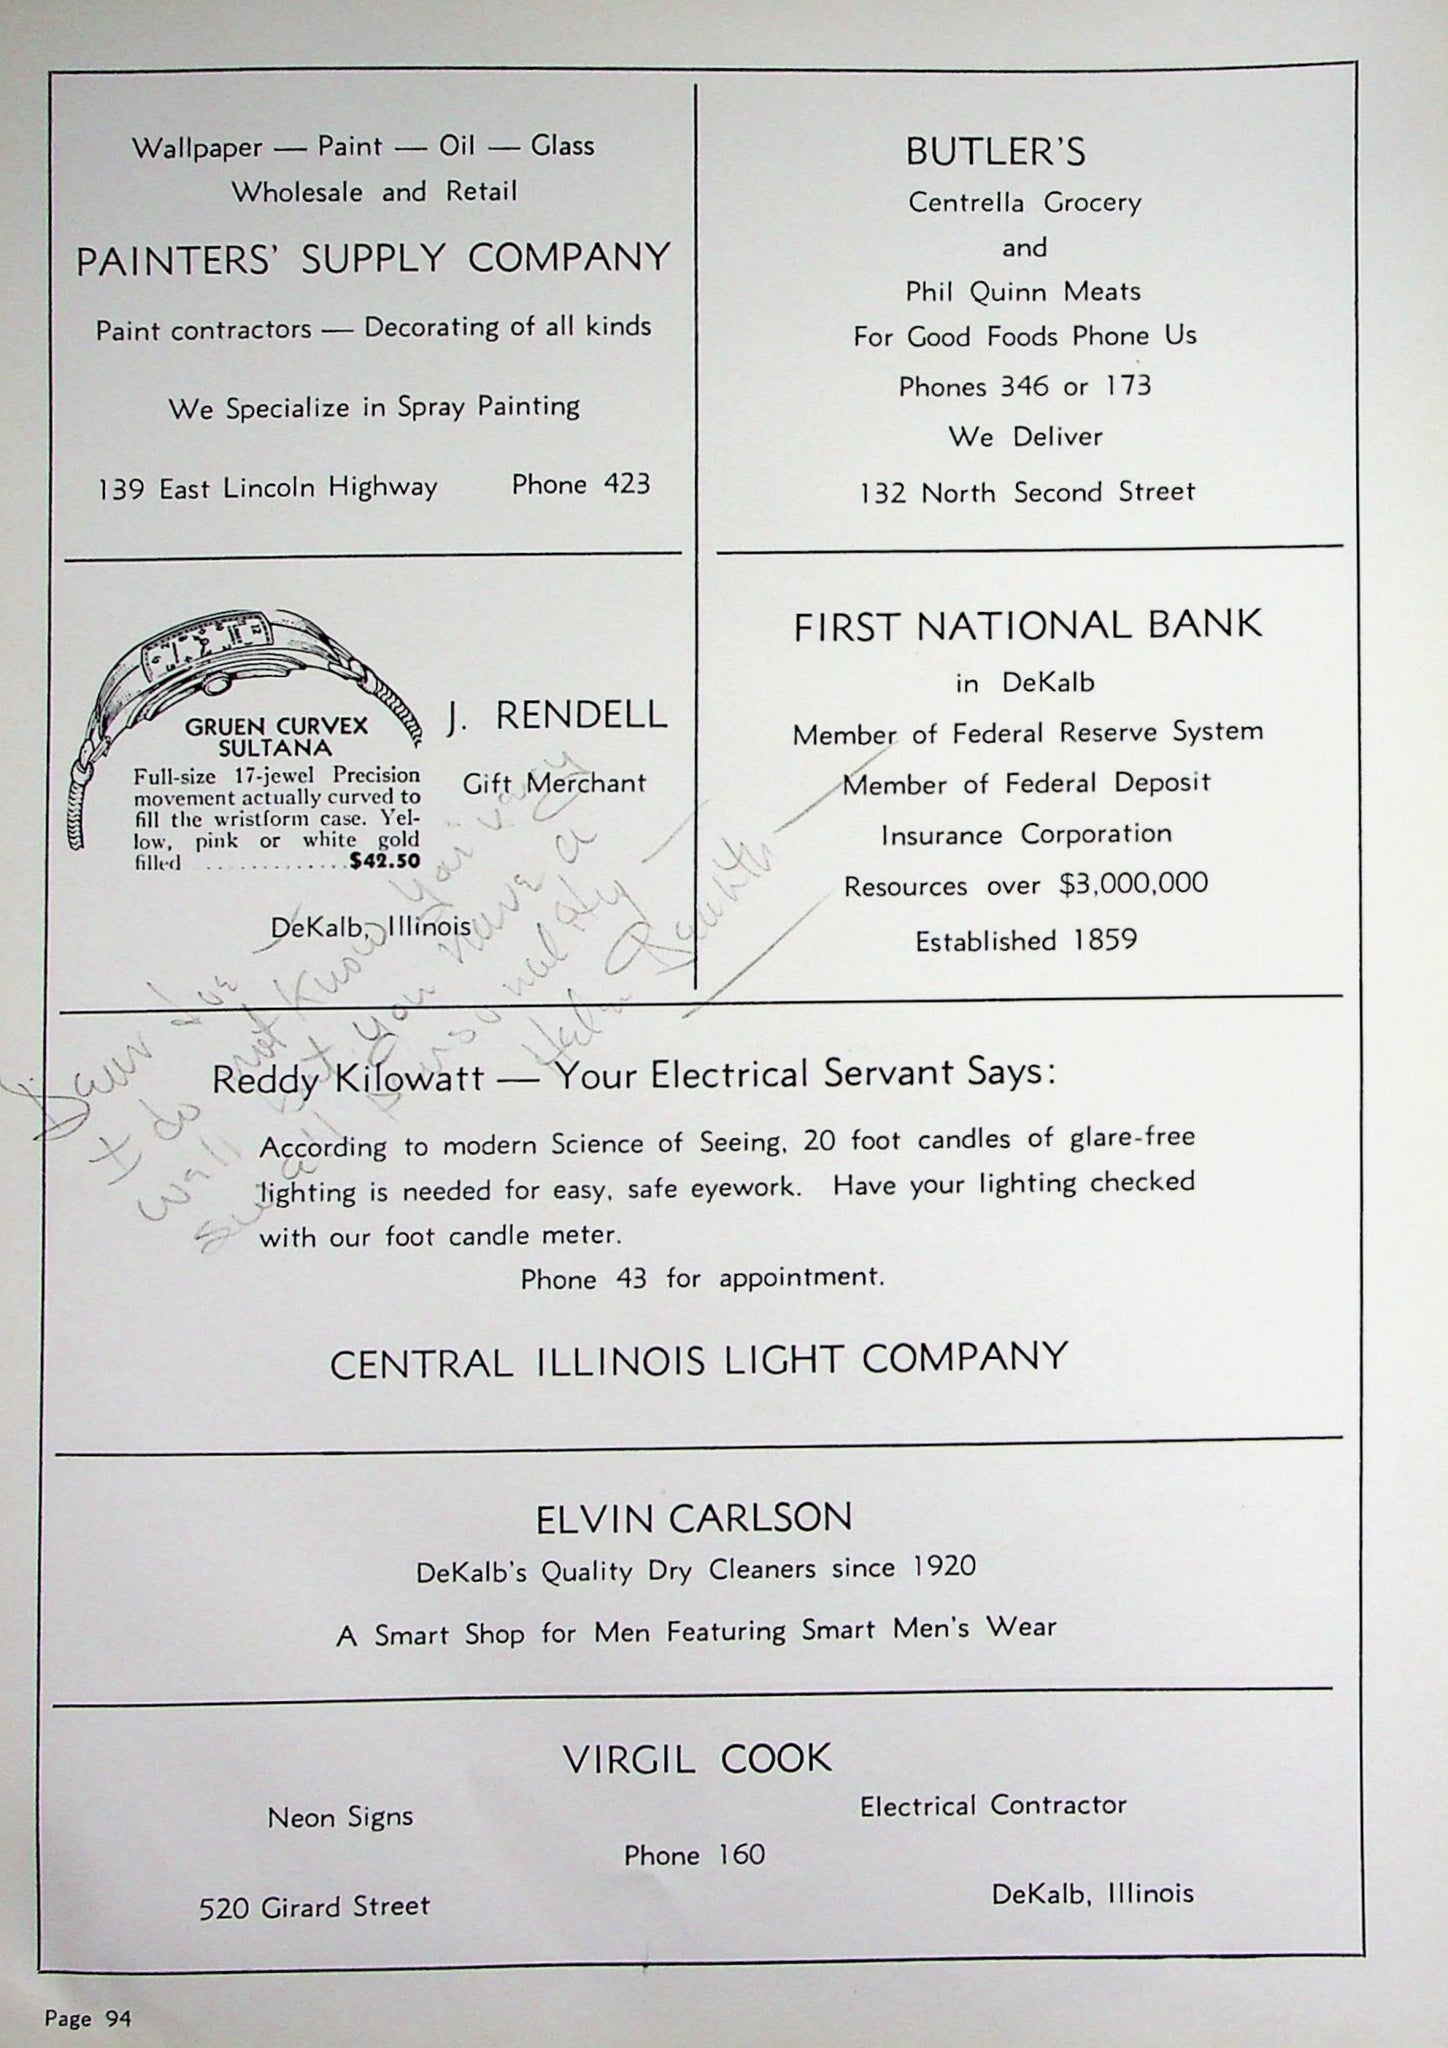 Wallpaper — Paint — Oil — Glass
Wholesale and Retail
PAINTERS' SUPPLY COMPANY
Paint contractors — Decorating of all kinds
We Specialize in Spray Painting
139 East Lincoln Highway Phone 423
BUTLER'S
Centrella Grocery
and
Phil Quinn Meats
For Good Foods Phone Us
Phones 346 or 173
We Deliver
132 North Second Street
GRUEN CURVEX
SULTANA
Full-size 17-jewel Precision
movement actually curved to
fill the wristform case. Yel-
low, pink or white gold
filled .............$42.50
J. RENDELL
Gift Merchant
DeKalb, Illinois
FIRST NATIONAL BANK
in DeKalb
Member of Federal Reserve System
Member of Federal Deposit
Insurance Corporation
Resources over $3,000,000
Established 1859
I do not know you very
well but you have a
swell personality —
Reddy Kilowatt — Your Electrical Servant Says:
According to modern Science of Seeing, 20 foot candles of glare-free
lighting is needed for easy, safe eyework. Have your lighting checked
with our foot candle meter.
Phone 43 for appointment.
CENTRAL ILLINOIS LIGHT COMPANY
ELVIN CARLSON
DeKalb's Quality Dry Cleaners since 1920
A Smart Shop for Men Featuring Smart Men's Wear
VIRGIL COOK
Neon Signs Electrical Contractor
Phone 160
520 Girard Street DeKalb, Illinois
Page 94